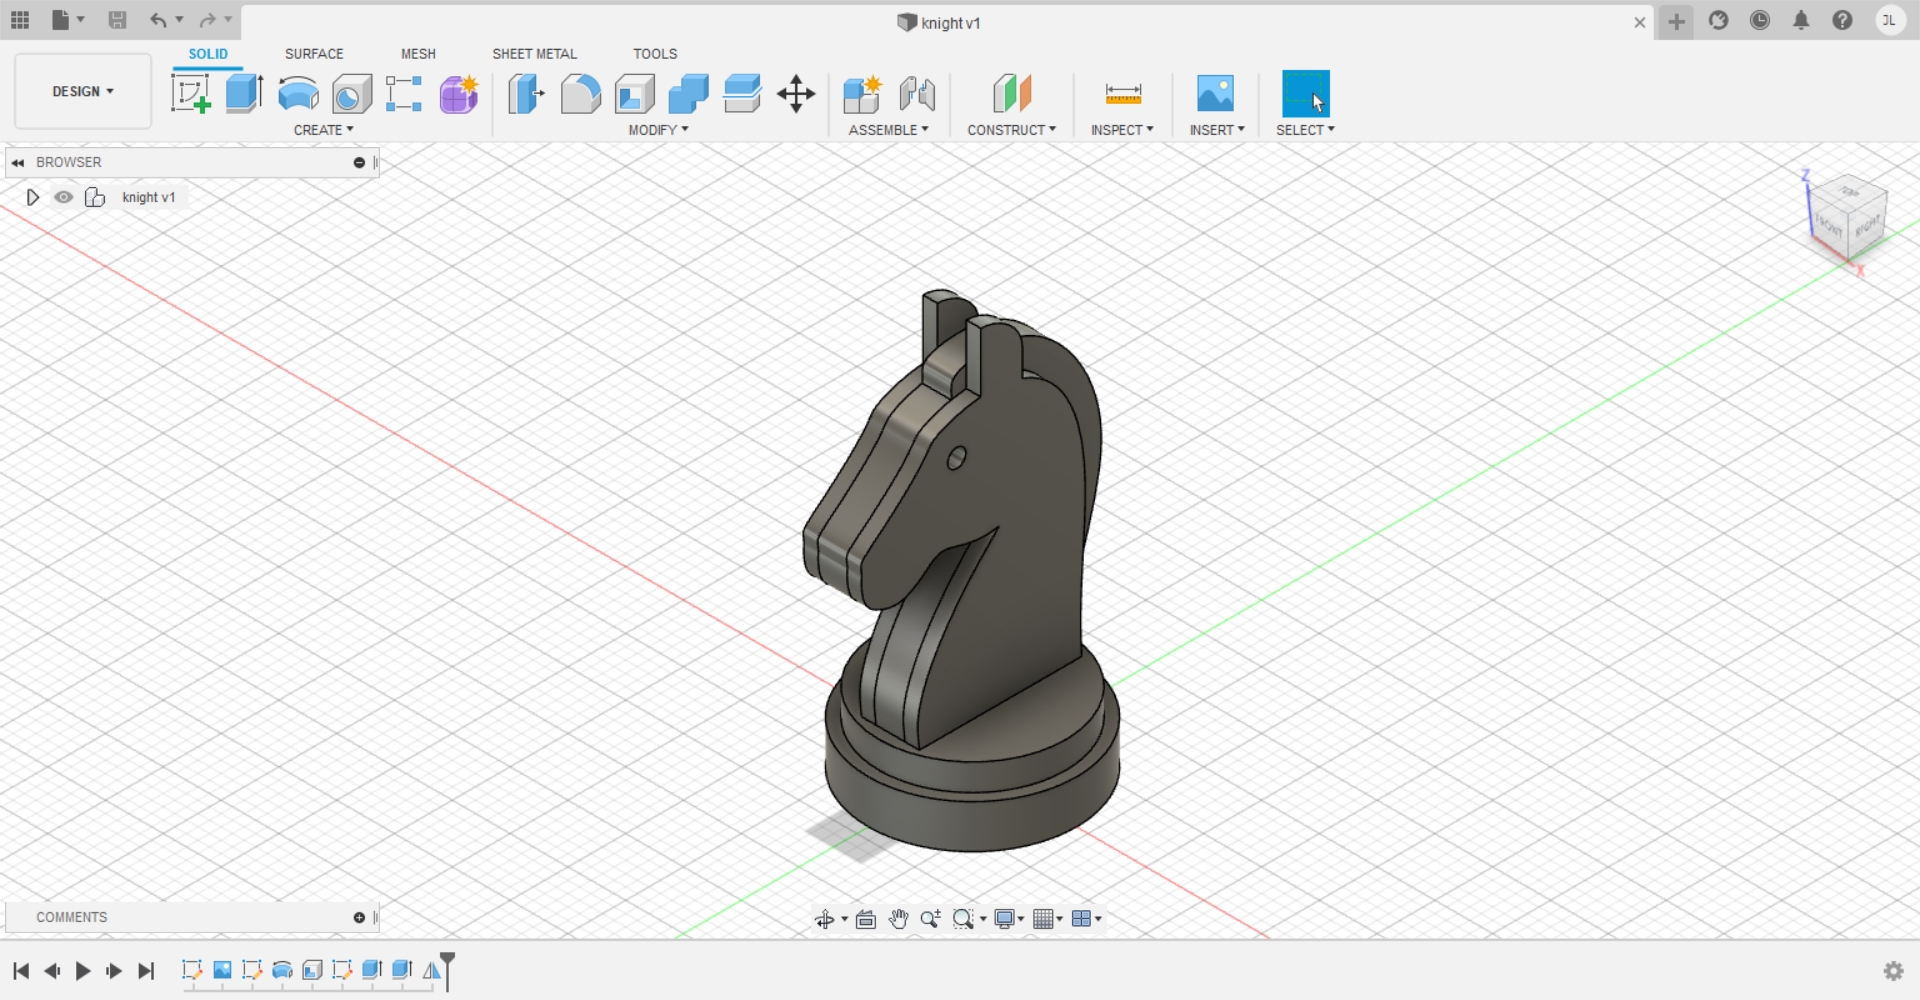 knight v1
JL
SOLID
SURFACE
MESH
SHEET METAL
TOOLS
DESIGN
CREATE
MODIFY
ASSEMBLE
CONSTRUCT
INSPECT
INSERT
SELECT
BROWSER
knight v1
Z
TOP
FRONT
RIGHT
X
COMMENTS